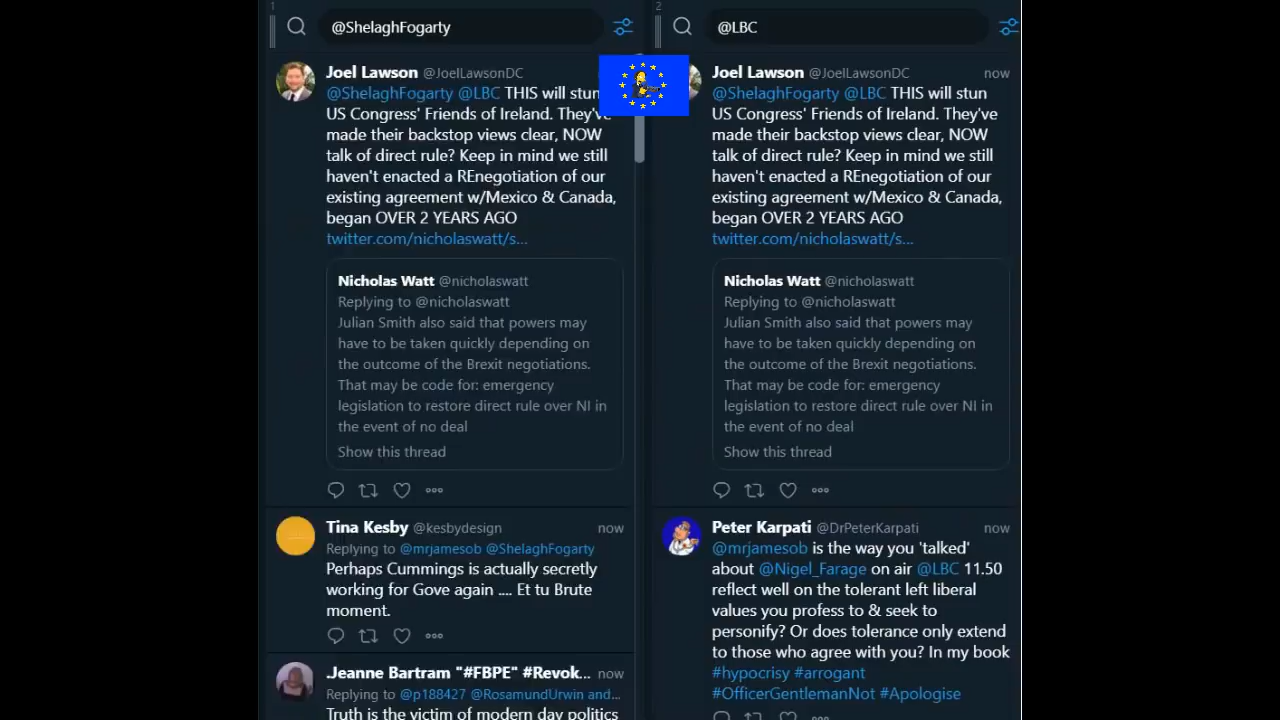 1
@ShelaghFogarty
Joel Lawson @JoelLawsonDC
@ShelaghFogarty @LBC THIS will stun
US Congress' Friends of Ireland. They've
made their backstop views clear, NOW
talk of direct rule? Keep in mind we still
haven't enacted a REnegotiation of our
existing agreement w/Mexico & Canada,
began OVER 2 YEARS AGO
twitter.com/nicholaswatt/s...
Nicholas Watt @nicholaswatt
Replying to @nicholaswatt
Julian Smith also said that powers may
have to be taken quickly depending on
the outcome of the Brexit negotiations.
That may be code for: emergency
legislation to restore direct rule over NI in
the event of no deal
Show this thread
Tina Kesby @kesbydesign now
Replying to @mrjamesob @ShelaghFogarty
Perhaps Cummings is actually secretly
working for Gove again .... Et tu Brute
moment.
.Jeanne Bartram "#FBPE" #Revok... now
Replying to @p188427 @RosamundUrwin and...
Truth is the victim of modern day politics
2
@LBC
Joel Lawson @JoelLawsonDC now
@ShelaghFogarty @LBC THIS will stun
US Congress' Friends of Ireland. They've
made their backstop views clear, NOW
talk of direct rule? Keep in mind we still
haven't enacted a REnegotiation of our
existing agreement w/Mexico & Canada,
began OVER 2 YEARS AGO
twitter.com/nicholaswatt/s...
Nicholas Watt @nicholaswatt
Replying to @nicholaswatt
Julian Smith also said that powers may
have to be taken quickly depending on
the outcome of the Brexit negotiations.
That may be code for: emergency
legislation to restore direct rule over NI in
the event of no deal
Show this thread
Peter Karpati @DrPeterKarpati now
@mrjamesob is the way you 'talked'
about @Nigel_Farage on air @LBC 11.50
reflect well on the tolerant left liberal
values you profess to & seek to
personify? Or does tolerance only extend
to those who agree with you? In my book
#hypocrisy #arrogant
#OfficerGentlemanNot #Apologise